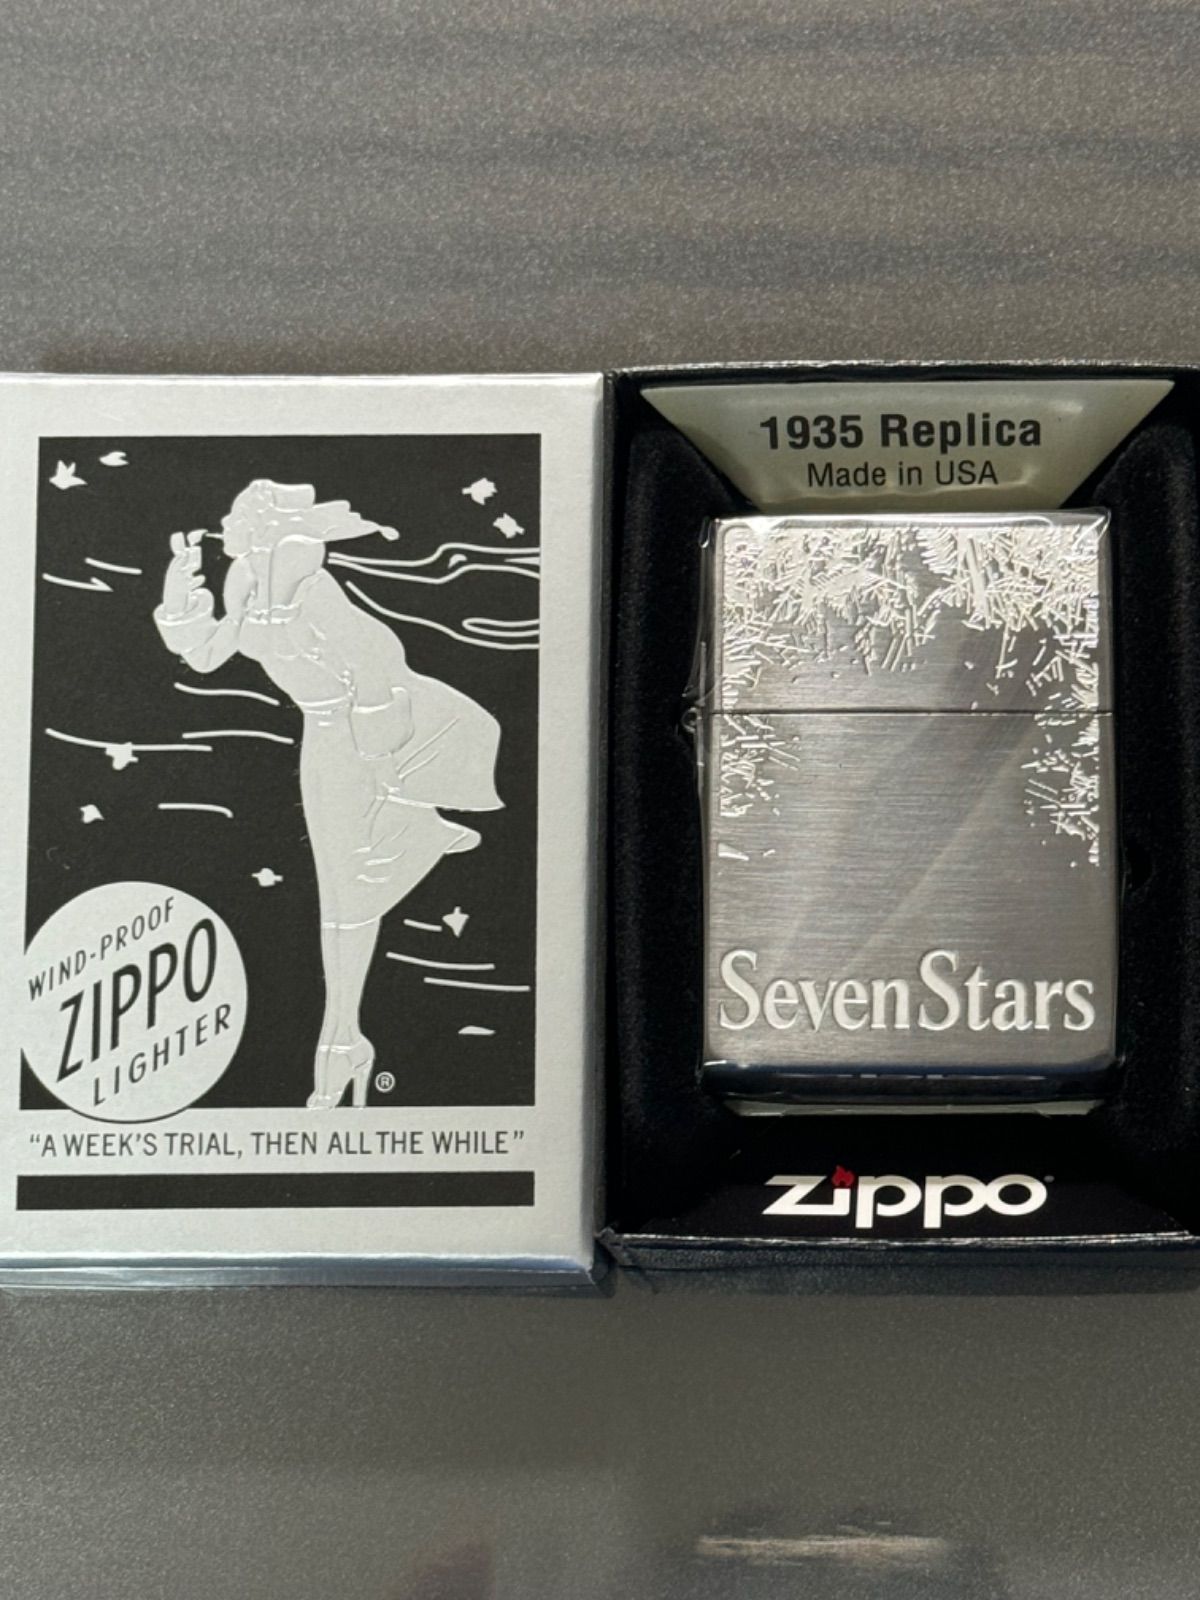 WIND-PROOF
ZIPPO
LIGHTER
®
"A WEEK'S TRIAL, THEN ALL THE WHILE"
1935 Replica
Made in USA
SevenStars
zippo